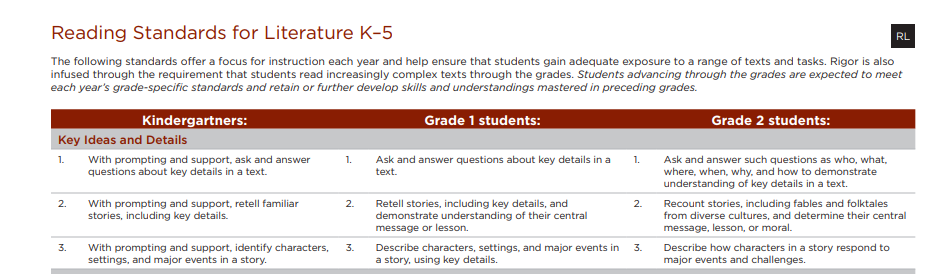 Reading Standards for Literature K–5
RL
The following standards offer a focus for instruction each year and help ensure that students gain adequate exposure to a range of texts and tasks. Rigor is also
infused through the requirement that students read increasingly complex texts through the grades. Students advancing through the grades are expected to meet
each year’s grade-specific standards and retain or further develop skills and understandings mastered in preceding grades.
Kindergartners: Grade 1 students: Grade 2 students:
Key Ideas and Details
1. With prompting and support, ask and answer
questions about key details in a text.
1. Ask and answer questions about key details in a
text.
1. Ask and answer such questions as who, what,
where, when, why, and how to demonstrate
understanding of key details in a text.
2. With prompting and support, retell familiar
stories, including key details.
2. Retell stories, including key details, and
demonstrate understanding of their central
message or lesson.
2. Recount stories, including fables and folktales
from diverse cultures, and determine their central
message, lesson, or moral.
3. With prompting and support, identify characters,
settings, and major events in a story.
3. Describe characters, settings, and major events in
a story, using key details.
3. Describe how characters in a story respond to
major events and challenges.